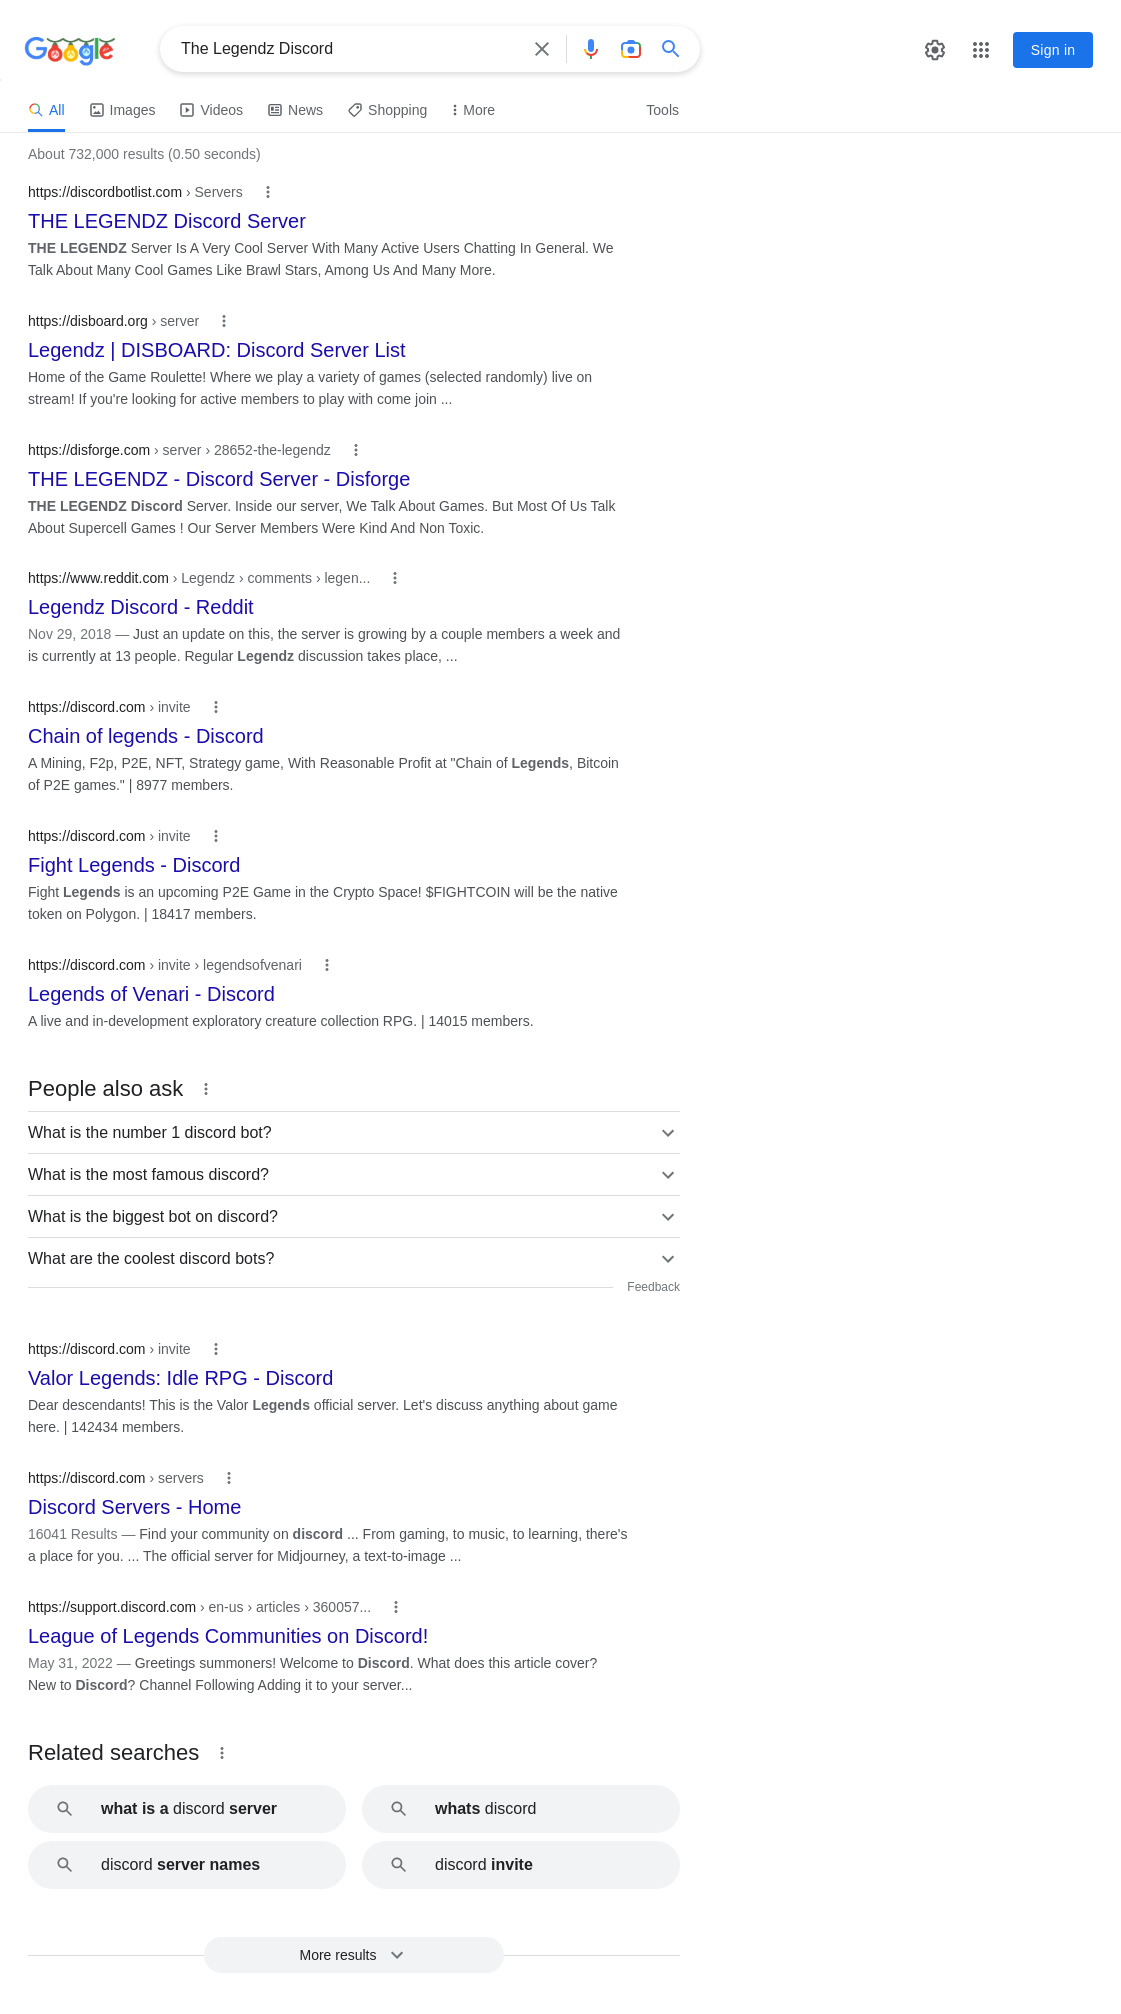 Google
The Legendz Discord
Sign in
All
Images
Videos
News
Shopping
More
Tools
About 732,000 results (0.50 seconds)
https://discordbotlist.com › Servers
THE LEGENDZ Discord Server
THE LEGENDZ Server Is A Very Cool Server With Many Active Users Chatting In General. We
Talk About Many Cool Games Like Brawl Stars, Among Us And Many More.
https://disboard.org › server
Legendz | DISBOARD: Discord Server List
Home of the Game Roulette! Where we play a variety of games (selected randomly) live on
stream! If you're looking for active members to play with come join ...
https://disforge.com › server › 28652-the-legendz
THE LEGENDZ - Discord Server - Disforge
THE LEGENDZ Discord Server. Inside our server, We Talk About Games. But Most Of Us Talk
About Supercell Games ! Our Server Members Were Kind And Non Toxic.
https://www.reddit.com › Legendz › comments › legen...
Legendz Discord - Reddit
Nov 29, 2018 — Just an update on this, the server is growing by a couple members a week and
is currently at 13 people. Regular Legendz discussion takes place, ...
https://discord.com › invite
Chain of legends - Discord
A Mining, F2p, P2E, NFT, Strategy game, With Reasonable Profit at "Chain of Legends, Bitcoin
of P2E games." | 8977 members.
https://discord.com › invite
Fight Legends - Discord
Fight Legends is an upcoming P2E Game in the Crypto Space! $FIGHTCOIN will be the native
token on Polygon. | 18417 members.
https://discord.com › invite › legendsofvenari
Legends of Venari - Discord
A live and in-development exploratory creature collection RPG. | 14015 members.
People also ask
What is the number 1 discord bot?
What is the most famous discord?
What is the biggest bot on discord?
What are the coolest discord bots?
Feedback
https://discord.com › invite
Valor Legends: Idle RPG - Discord
Dear descendants! This is the Valor Legends official server. Let's discuss anything about game
here. | 142434 members.
https://discord.com › servers
Discord Servers - Home
16041 Results — Find your community on discord ... From gaming, to music, to learning, there's
a place for you. ... The official server for Midjourney, a text-to-image ...
https://support.discord.com › en-us › articles › 360057...
League of Legends Communities on Discord!
May 31, 2022 — Greetings summoners! Welcome to Discord. What does this article cover?
New to Discord? Channel Following Adding it to your server...
Related searches
what is a discord server
whats discord
discord server names
discord invite
More results